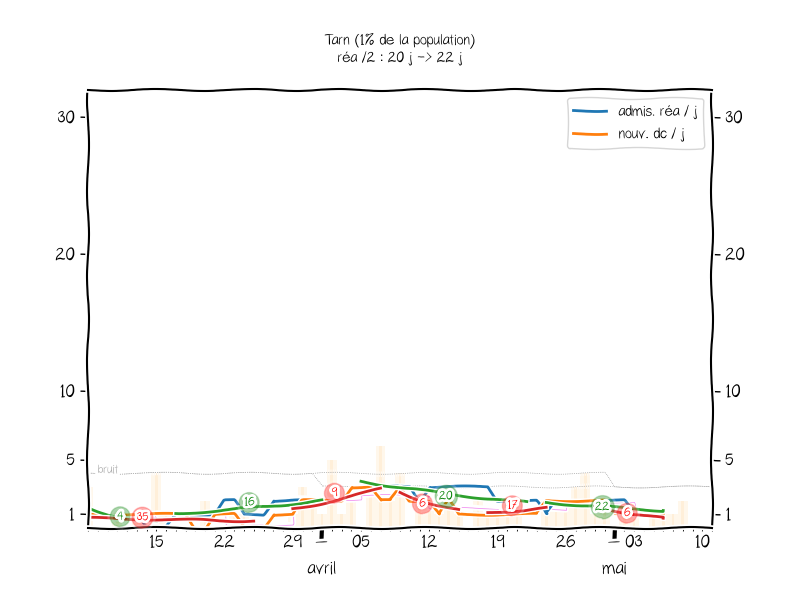 Tarn (1% de la population)
réa /2 : 20 j -> 22 j
30 30
admis. réa / j
nouv. dc / j
20 20
10 10
5 5
bruit
9 20 16 6 17 22 6
4 35
1 1
15 22 29 1 05 12 19 26 1 03 10
avril mai